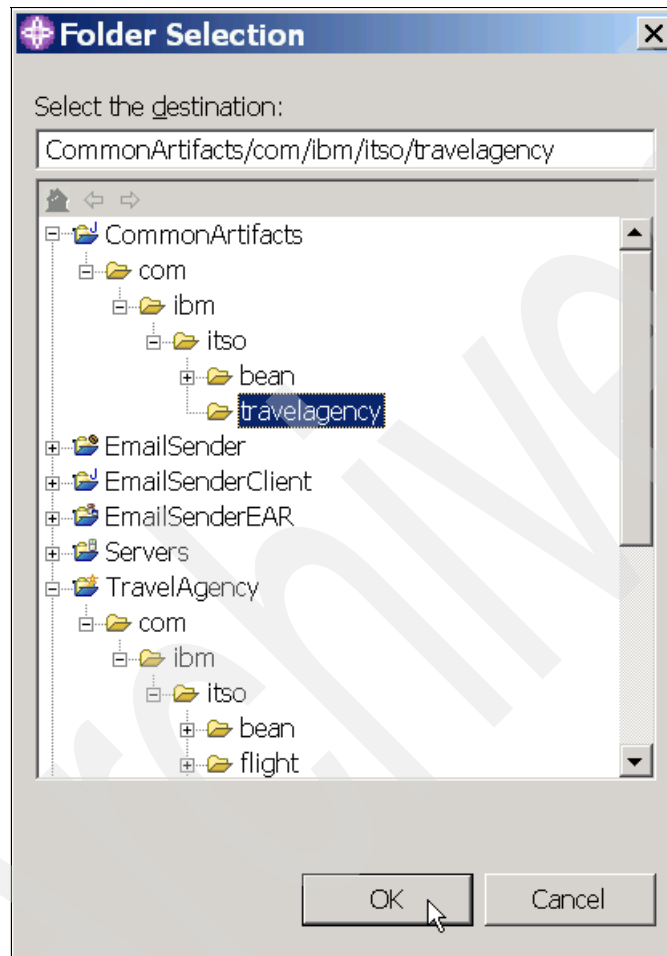 Folder Selection
Select the destination:
CommonArtifacts/com/ibm/itso/travelagency
CommonArtifacts
com
ibm
itso
bean
travelagency
EmailSender
EmailSenderClient
EmailSenderEAR
Servers
TravelAgency
com
ibm
itso
bean
flight
OK
Cancel